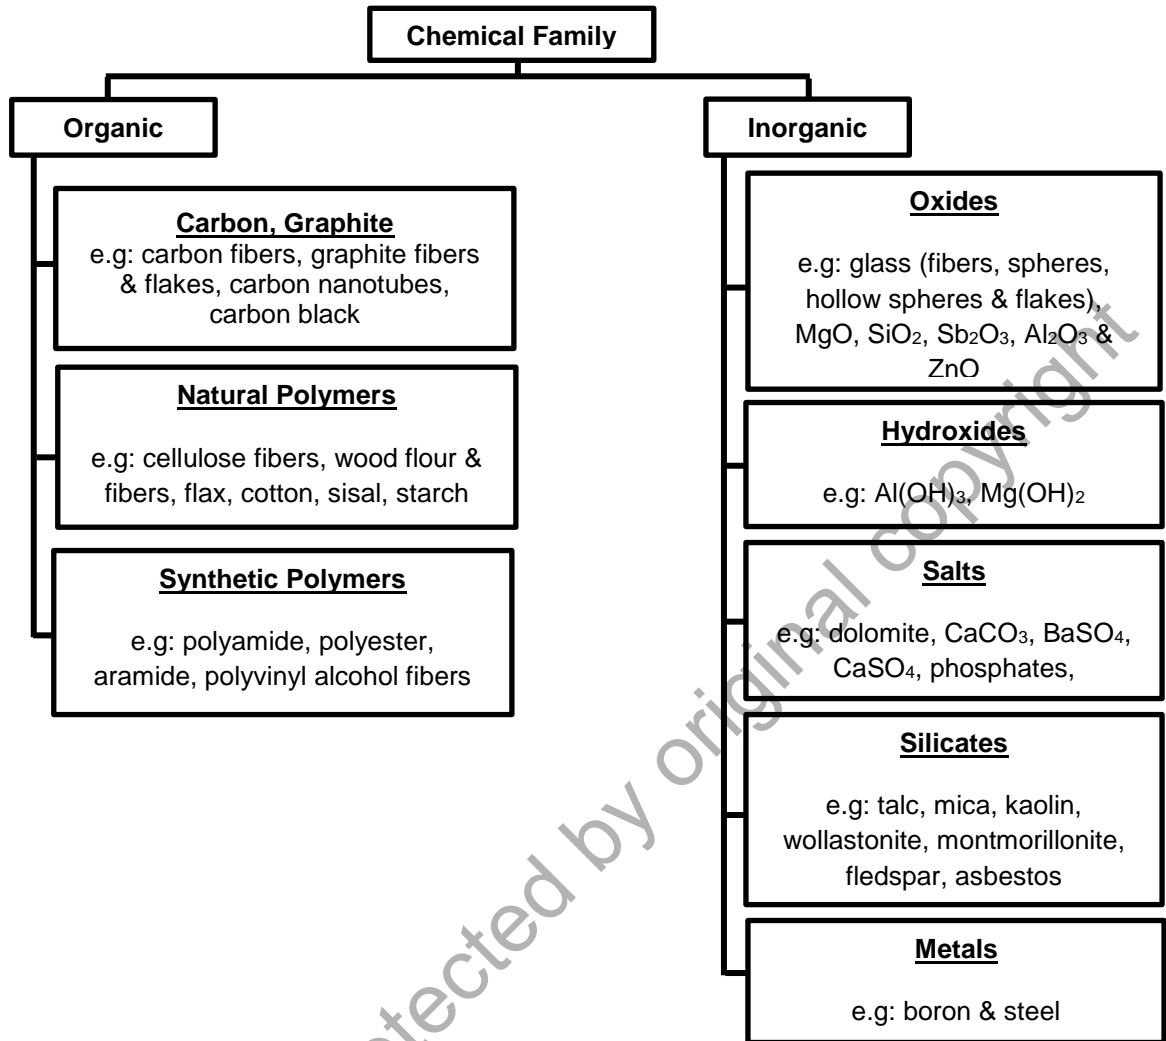 Chemical Family
Organic
Inorganic
Carbon, Graphite
e.g: carbon fibers, graphite fibers
& flakes, carbon nanotubes,
carbon black
Natural Polymers
e.g: cellulose fibers, wood flour &
fibers, flax, cotton, sisal, starch
Synthetic Polymers
e.g: polyamide, polyester,
aramide, polyvinyl alcohol fibers
Oxides
e.g: glass (fibers, spheres,
hollow spheres & flakes),
MgO, SiO₂, Sb₂O₃, Al₂O₃ &
ZnO
Hydroxides
e.g: Al(OH)₃, Mg(OH)₂
Salts
e.g: dolomite, CaCO₃, BaSO₄,
CaSO₄, phosphates,
Silicates
e.g: talc, mica, kaolin,
wollastonite, montmorillonite,
fledspar, asbestos
Metals
e.g: boron & steel
tected by original copyright